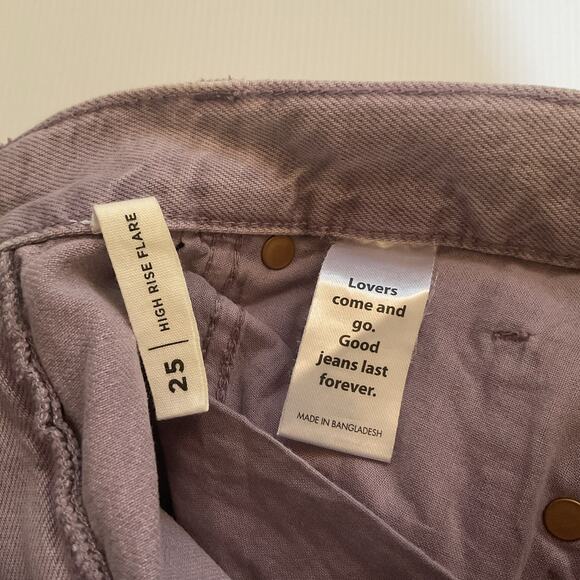 25 | HIGH RISE FLARE
Lovers
come and
go.
Good
jeans last
forever.
MADE IN BANGLADESH